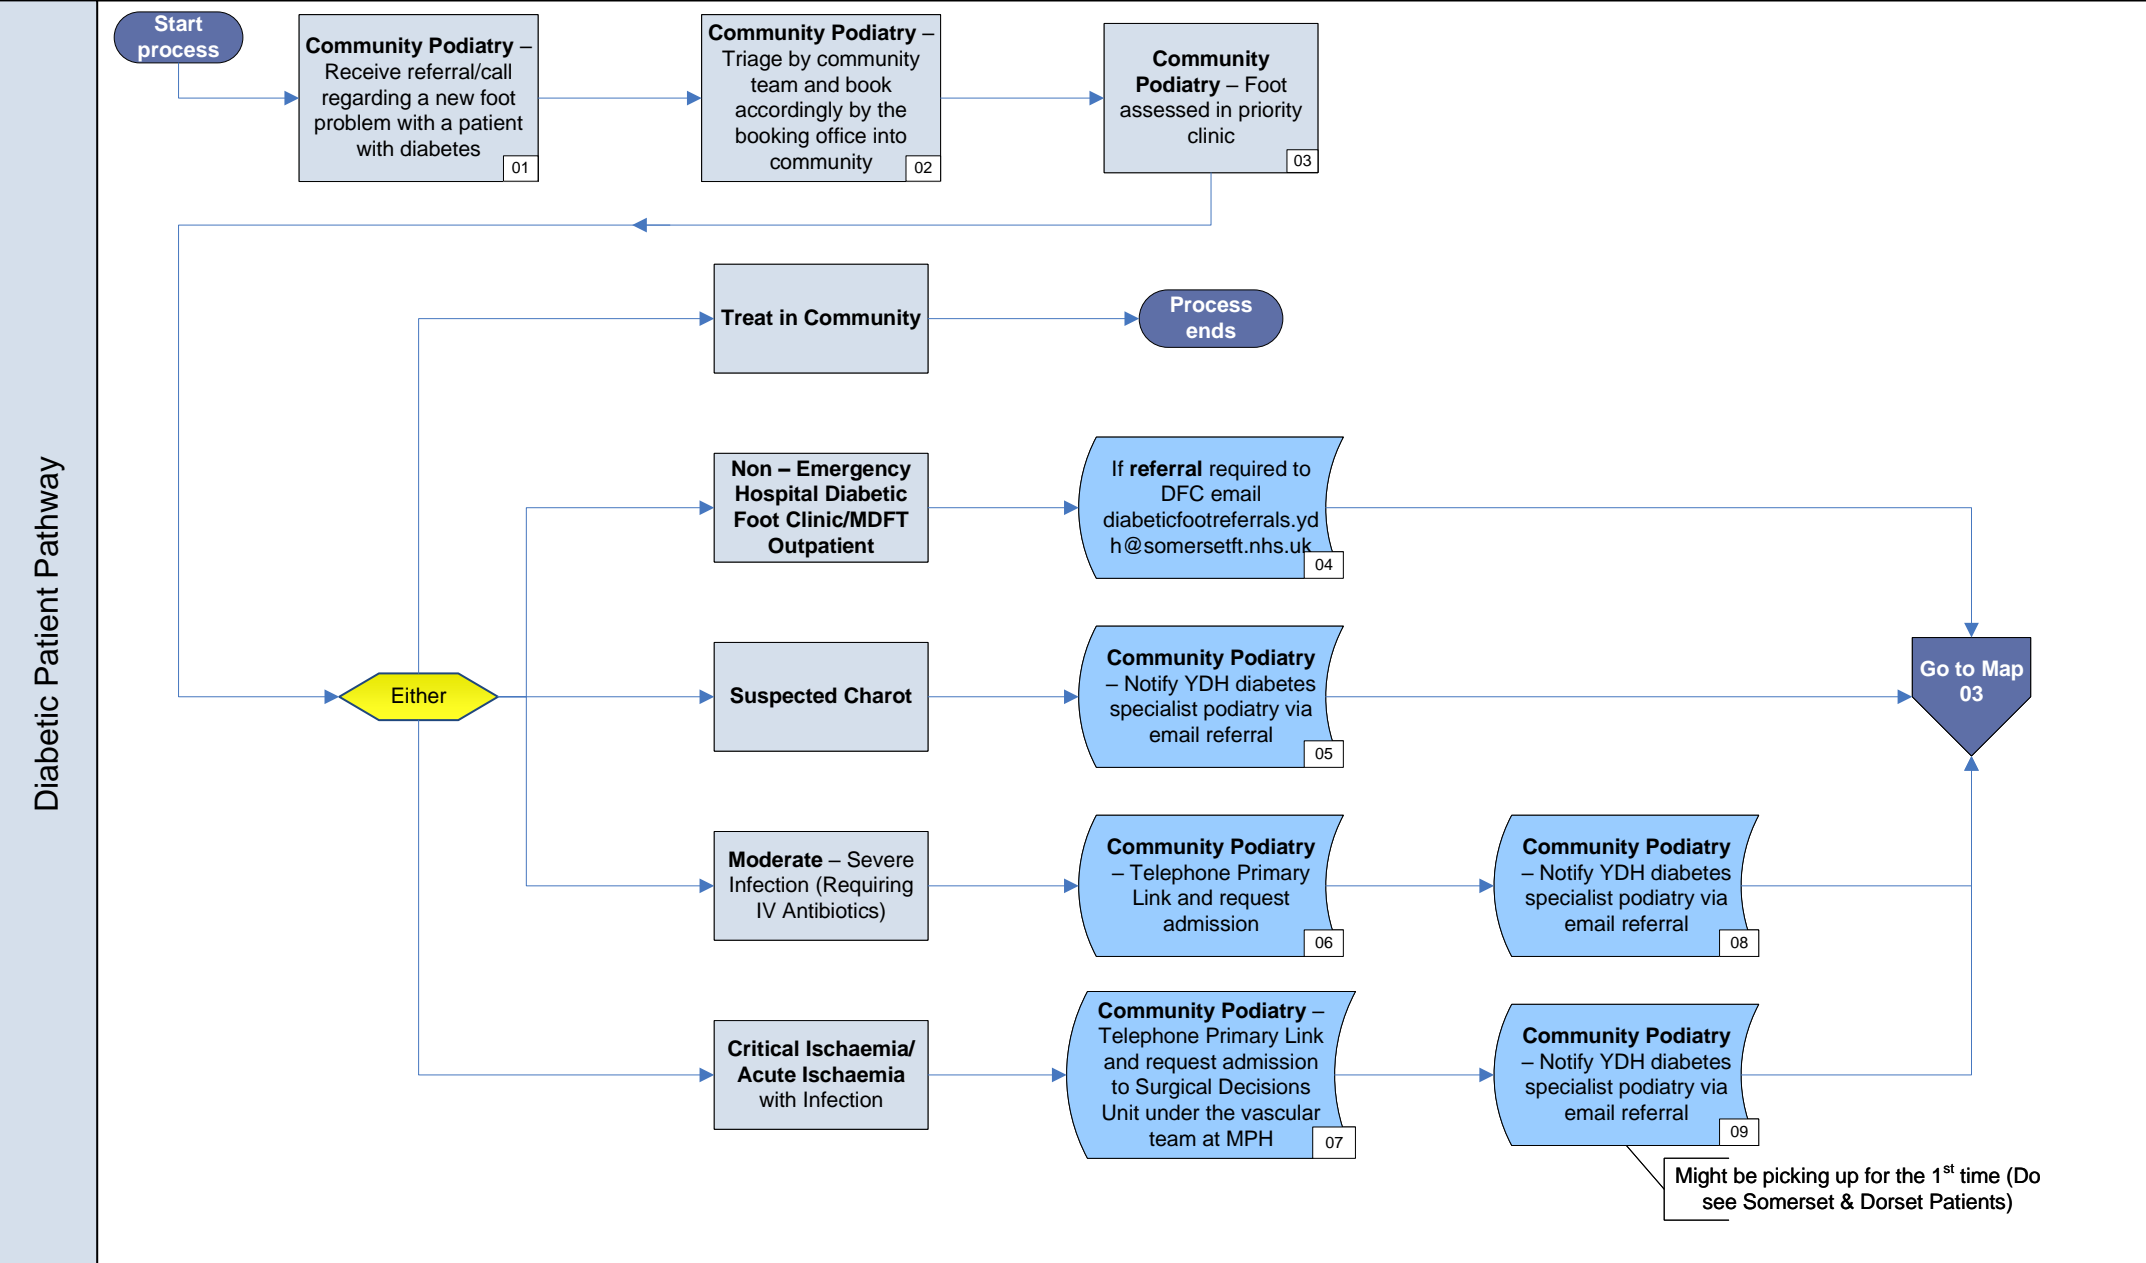 Diabetic Patient Pathway
Start
process
Community Podiatry –
Receive referral/call
regarding a new foot
problem with a patient
with diabetes
01
Community Podiatry –
Triage by community
team and book
accordingly by the
booking office into
community
02
Community
Podiatry – Foot
assessed in priority
clinic
03
Treat in Community
Process
ends
Non – Emergency
Hospital Diabetic
Foot Clinic/MDFT
Outpatient
If referral required to
DFC email
diabeticfootreferrals.yd
h@somersetft.nhs.uk
04
Either
Suspected Charot
Community Podiatry
– Notify YDH diabetes
specialist podiatry via
email referral
05
Go to Map
03
Moderate – Severe
Infection (Requiring
IV Antibiotics)
Community Podiatry
– Telephone Primary
Link and request
admission
06
Community Podiatry
– Notify YDH diabetes
specialist podiatry via
email referral
08
Critical Ischaemia/
Acute Ischaemia
with Infection
Community Podiatry –
Telephone Primary Link
and request admission
to Surgical Decisions
Unit under the vascular
team at MPH
07
Community Podiatry
– Notify YDH diabetes
specialist podiatry via
email referral
09
Might be picking up for the 1st time (Do
see Somerset & Dorset Patients)